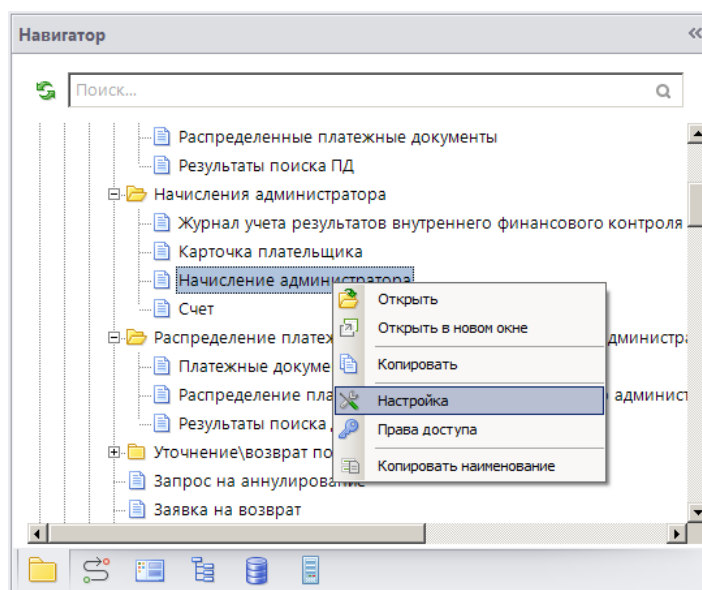 Навигатор
Поиск...
Распределенные платежные документы
Результаты поиска ПД
Начисления администратора
Журнал учета результатов внутреннего финансового контроля
Карточка плательщика
Начисление администратора
Счет
Открыть
Открыть в новом окне
Копировать
Настройка
Права доступа
Копировать наименование
Распределение платеж
дминистра
Платежные докуме
Распределение пла
админист
Результаты поиска
Уточнение\возврат по
Запрос на аннулирование
Заявка на возврат